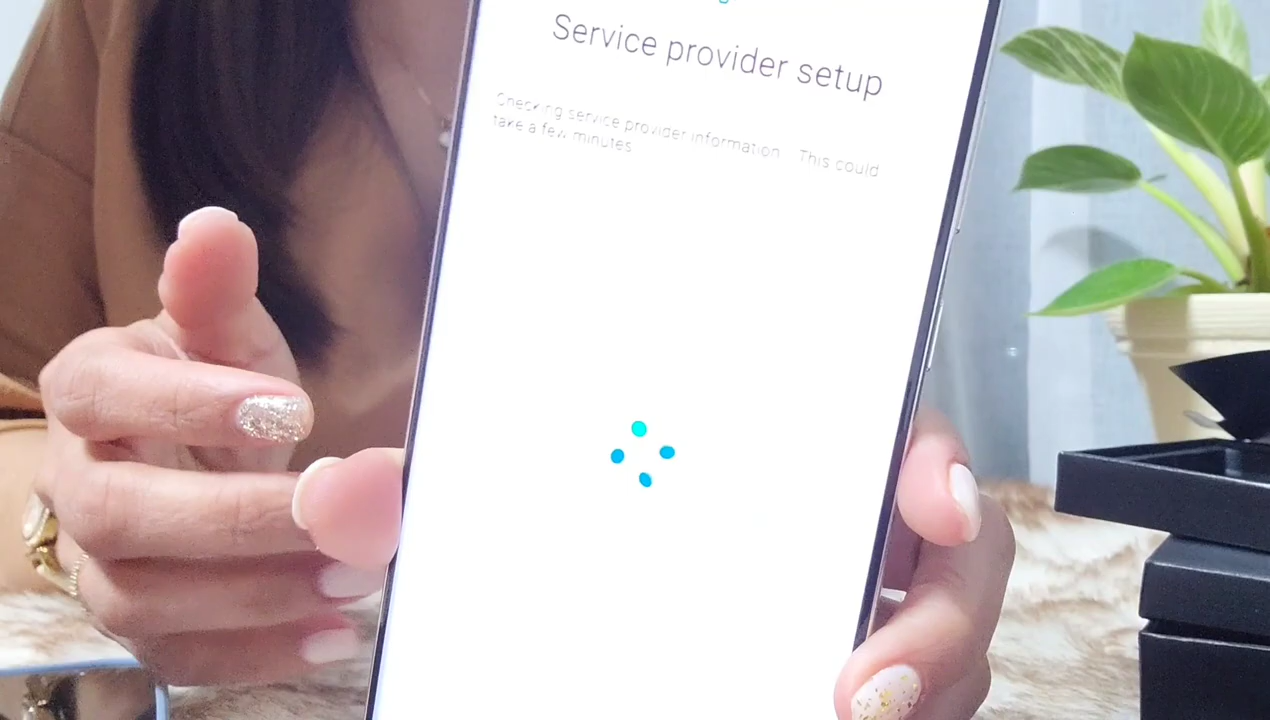 Service provider setup
Checking service provider information. This could
take a few minutes